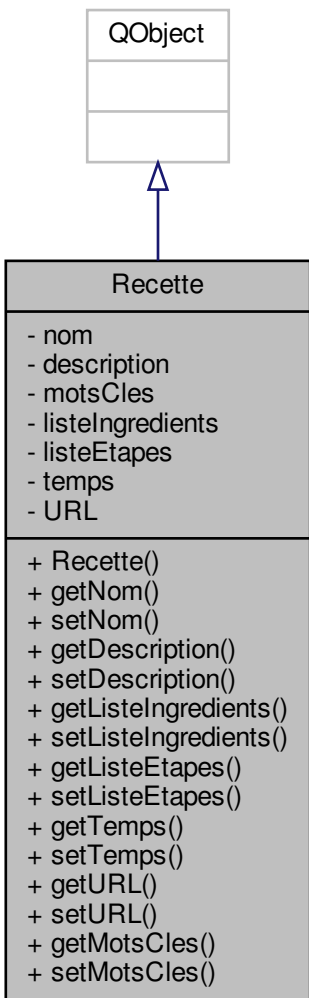 QObject
Recette
- nom
- description
- motsCles
- listeIngredients
- listeEtapes
- temps
- URL
+ Recette()
+ getNom()
+ setNom()
+ getDescription()
+ setDescription()
+ getListeIngredients()
+ setListeIngredients()
+ getListeEtapes()
+ setListeEtapes()
+ getTemps()
+ setTemps()
+ getURL()
+ setURL()
+ getMotsCles()
+ setMotsCles()